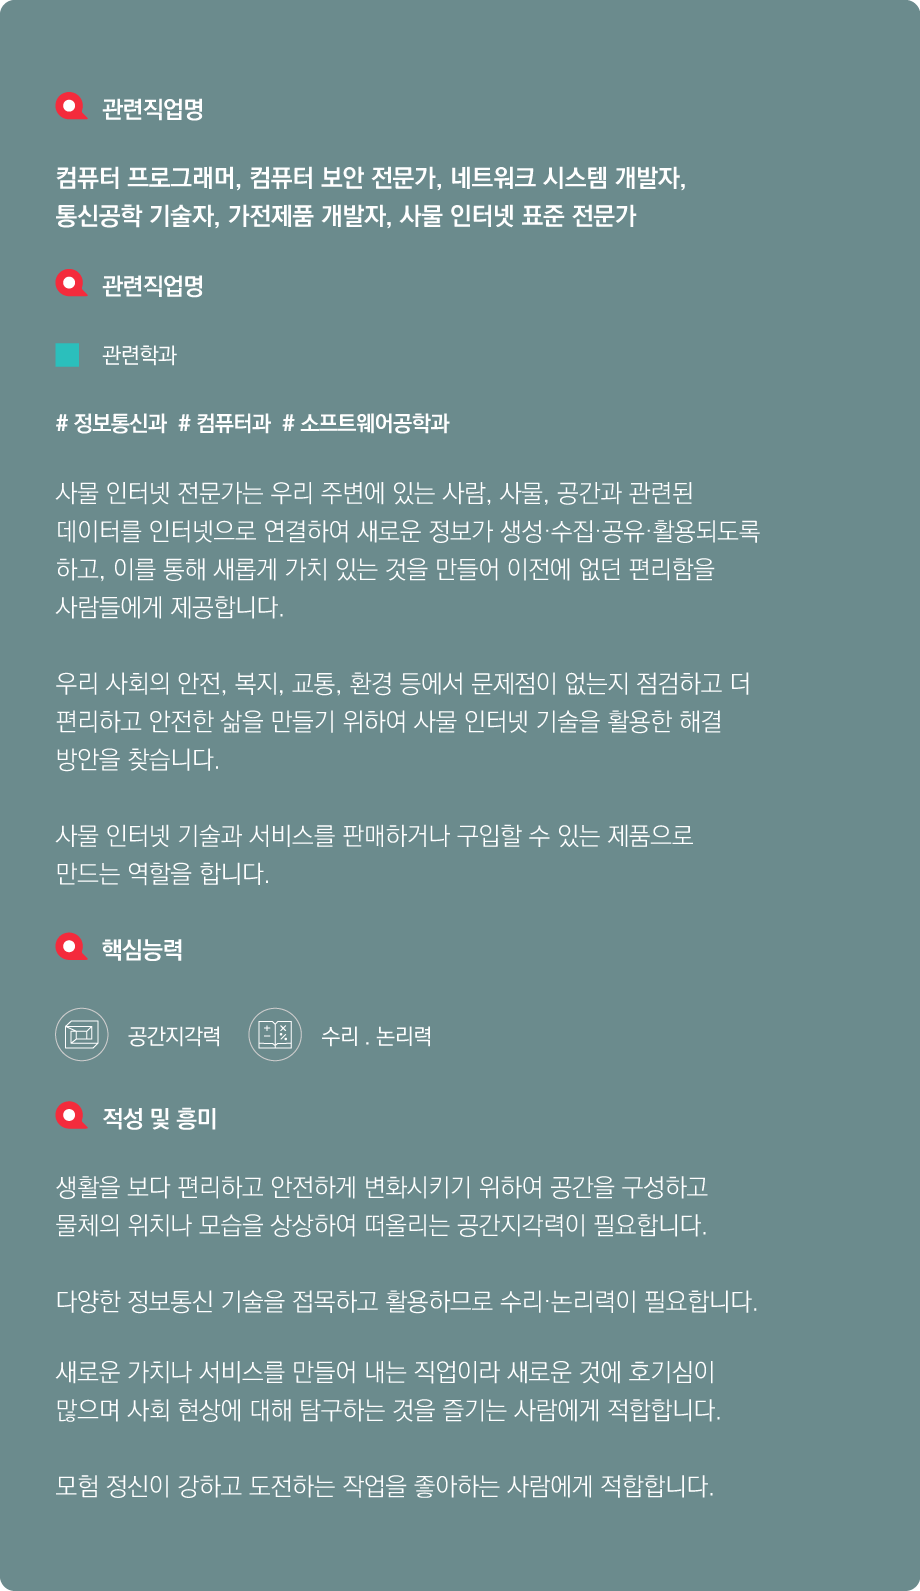 관련직업명
컴퓨터 프로그래머, 컴퓨터 보안 전문가, 네트워크 시스템 개발자,
통신공학 기술자, 가전제품 개발자, 사물 인터넷 표준 전문가
관련직업명
관련학과
# 정보통신과 # 컴퓨터과 # 소프트웨어공학과
사물 인터넷 전문가는 우리 주변에 있는 사람, 사물, 공간과 관련된
데이터를 인터넷으로 연결하여 새로운 정보가 생성·수집·공유·활용되도록
하고, 이를 통해 새롭게 가치 있는 것을 만들어 이전에 없던 편리함을
사람들에게 제공합니다.
우리 사회의 안전, 복지, 교통, 환경 등에서 문제점이 없는지 점검하고 더
편리하고 안전한 삶을 만들기 위하여 사물 인터넷 기술을 활용한 해결
방안을 찾습니다.
사물 인터넷 기술과 서비스를 판매하거나 구입할 수 있는 제품으로
만드는 역할을 합니다.
핵심능력
공간지각력 수리 . 논리력
적성 및 흥미
생활을 보다 편리하고 안전하게 변화시키기 위하여 공간을 구성하고
물체의 위치나 모습을 상상하여 떠올리는 공간지각력이 필요합니다.
다양한 정보통신 기술을 접목하고 활용하므로 수리·논리력이 필요합니다.
새로운 가치나 서비스를 만들어 내는 직업이라 새로운 것에 호기심이
많으며 사회 현상에 대해 탐구하는 것을 즐기는 사람에게 적합합니다.
모험 정신이 강하고 도전하는 작업을 좋아하는 사람에게 적합합니다.